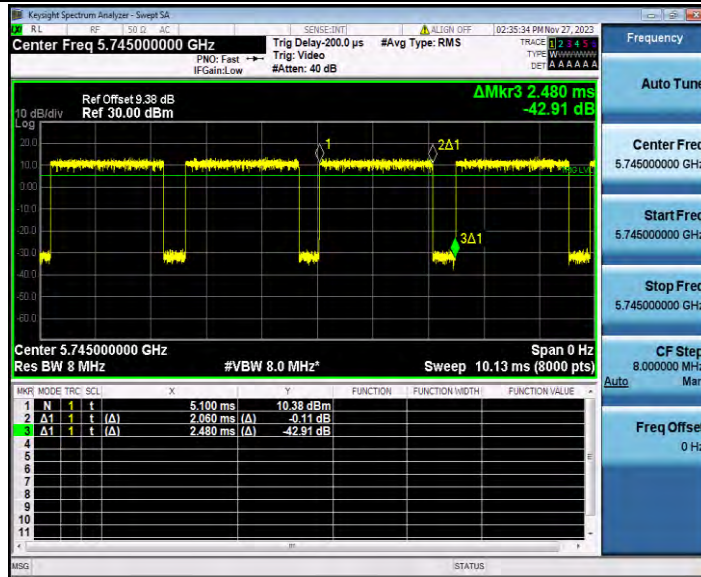 Keysight Spectrum Analyzer - Swept SA
RL RF 50 Ω AC SENSE:INT ALIGN OFF 02:35:34 PM Nov 27, 2023
Center Freq 5.745000000 GHz
Trig Delay-200.0 µs #Avg Type: RMS
TRACE 1 2 3 4 5 6
PNO: Fast Trig: Video
TYPE WWWWWW
IFGain:Low #Atten: 40 dB
DET A A A A A A
ΔMkr3 2.480 ms
-42.91 dB
Ref Offset 9.38 dB
10 dB/div Ref 30.00 dBm
Log
20.0
10.0
0.00
-10.0
-20.0
-30.0
-40.0
-50.0
-60.0
1
2Δ1
3Δ1
Center 5.745000000 GHz Span 0 Hz
Res BW 8 MHz #VBW 8.0 MHz* Sweep 10.13 ms (8000 pts)
MKR MODE TRC SCL X Y FUNCTION FUNCTION WIDTH FUNCTION VALUE
1 N 1 t 5.100 ms 10.38 dBm
2 Δ1 1 t (Δ) 2.060 ms (Δ) -0.11 dB
3 Δ1 1 t (Δ) 2.480 ms (Δ) -42.91 dB
4
5
6
7
8
9
10
11
MSG STATUS
Frequency
Auto Tune
Center Freq
5.745000000 GHz
Start Freq
5.745000000 GHz
Stop Freq
5.745000000 GHz
CF Step
8.000000 MHz
Auto Man
Freq Offset
0 Hz